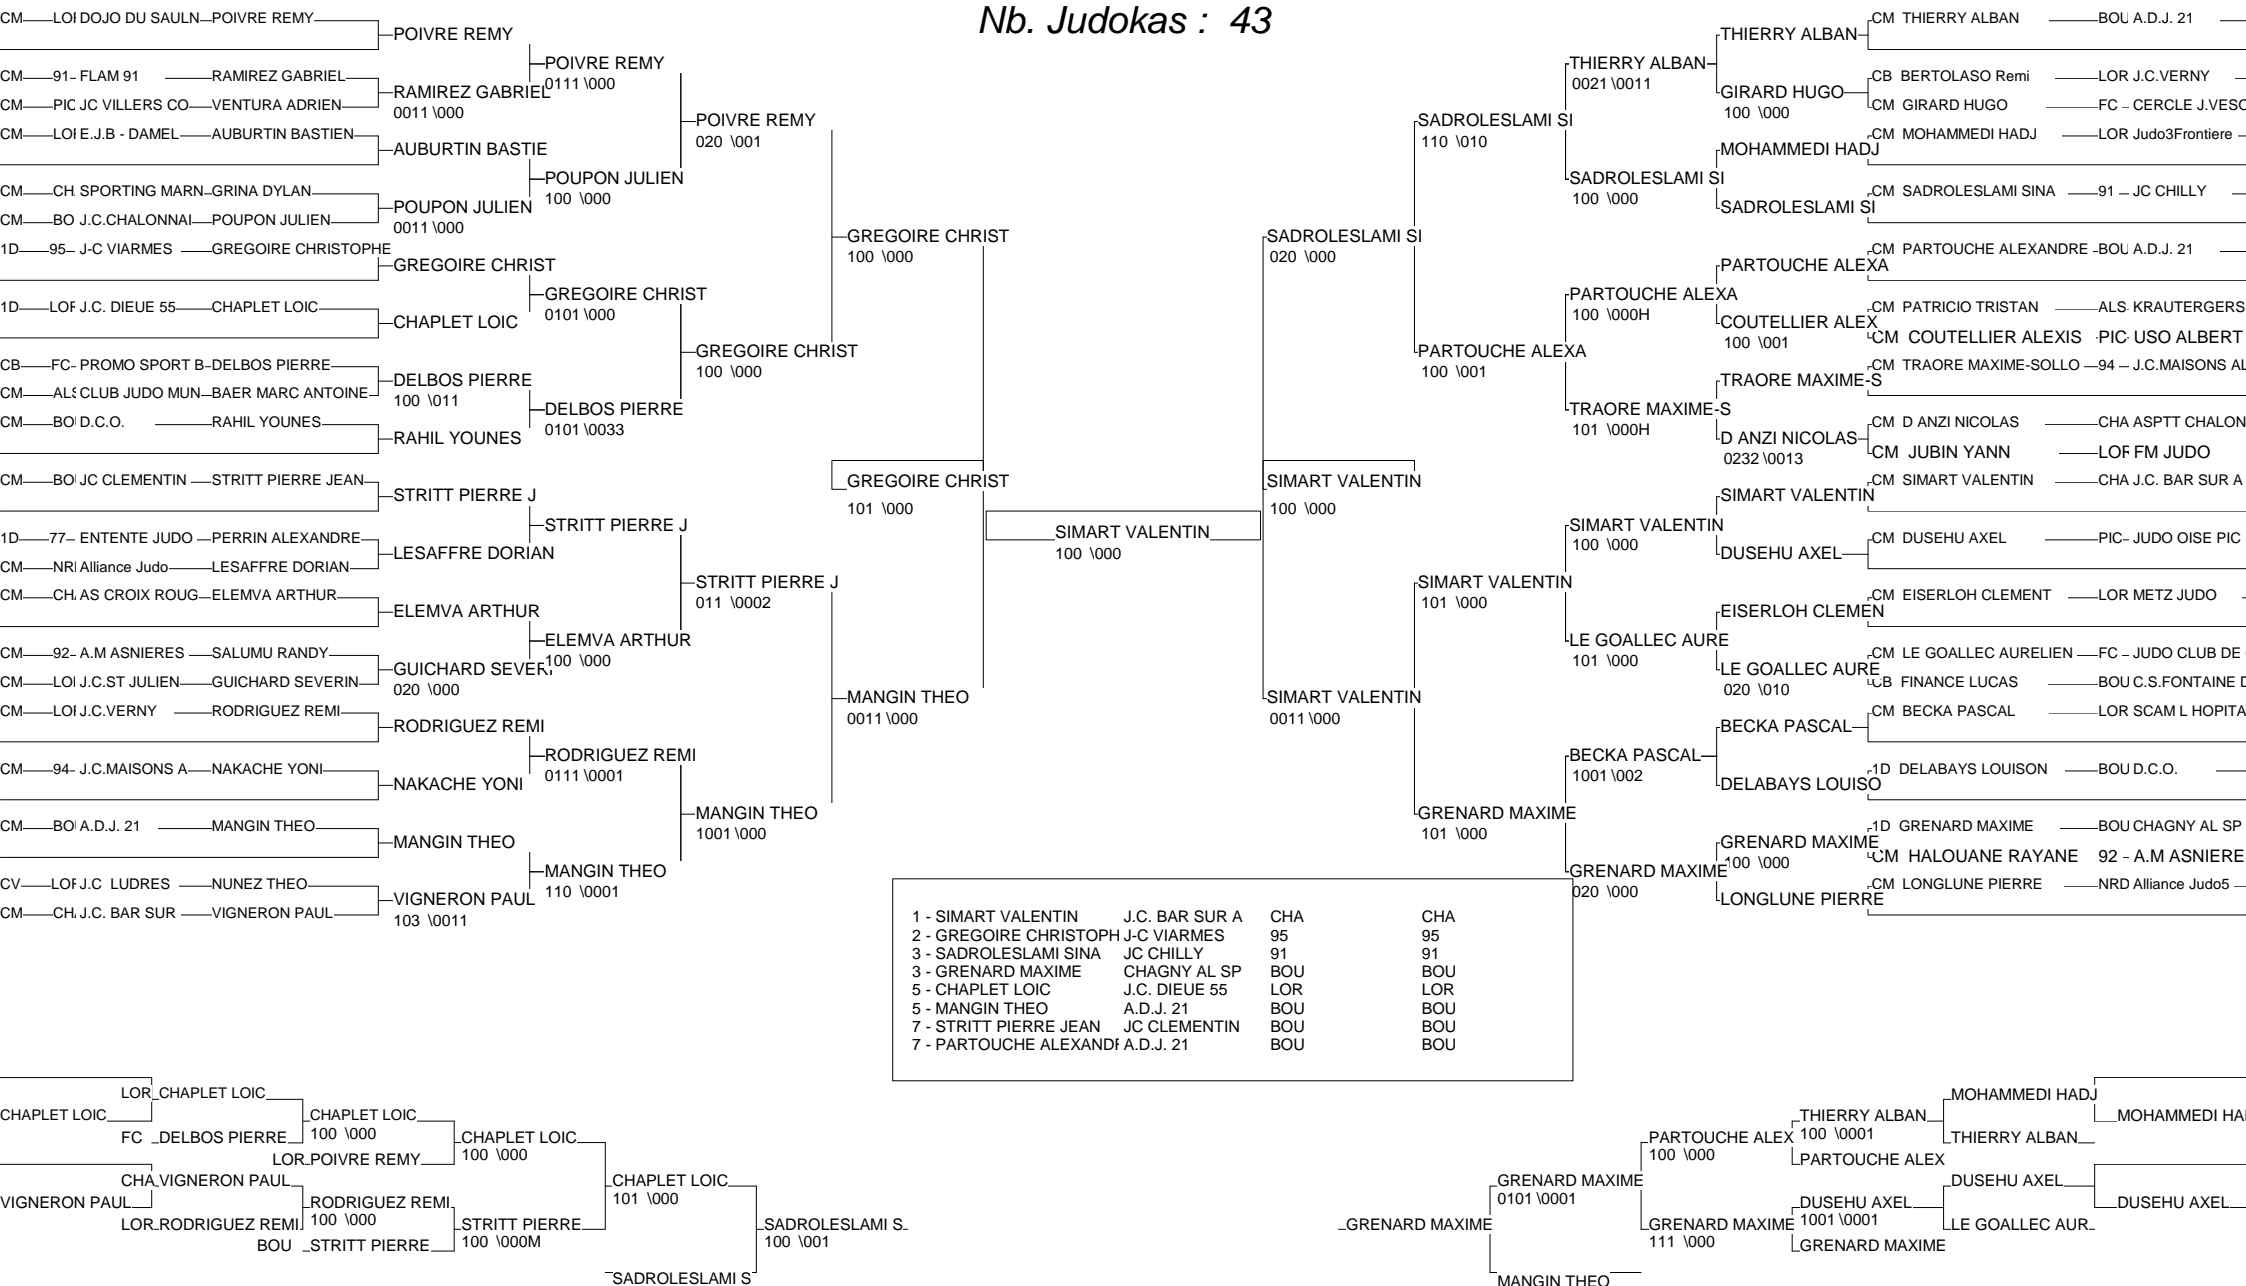 Nb. Judokas : 43
CM LOI DOJO DU SAULN POIVRE REMY
CM 91 FLAM 91 RAMIREZ GABRIEL
CM PIC JC VILLERS CO VENTURA ADRIEN
CM LOI E.J.B - DAMEL AUBURTIN BASTIEN
CM CH SPORTING MARN GRINA DYLAN
CM BO J.C.CHALONNAI POUPON JULIEN
1D 95 J-C VIARMES GREGOIRE CHRISTOPHE
1D LOF J.C. DIEUE 55 CHAPLET LOIC
CB FC- PROMO SPORT B DELBOS PIERRE
CM ALS CLUB JUDO MUN BAER MARC ANTOINE
CM BO D.C.O. RAHIL YOUNES
CM BO JC CLEMENTIN STRITT PIERRE JEAN
1D 77 ENTENTE JUDO PERRIN ALEXANDRE
CM NRI Alliance Judo LESAFFRE DORIAN
CM CH AS CROIX ROUG ELEMVA ARTHUR
CM 92 A.M ASNIERES SALUMU RANDY
CM LOI J.C.ST JULIEN GUICHARD SEVERIN
CM LOI J.C.VERNY RODRIGUEZ REMI
CM 94 J.C.MAISONS A NAKACHE YONI
CM BO A.D.J. 21 MANGIN THEO
CV LOF J.C LUDRES NUNEZ THEO
CM CH J.C. BAR SUR VIGNERON PAUL
POIVRE REMY
RAMIREZ GABRIEL
0011 \000
AUBURTIN BASTIE
POUPON JULIEN
0011 \000
GREGOIRE CHRIST
CHAPLET LOIC
DELBOS PIERRE
100 \011
RAHIL YOUNES
STRITT PIERRE J
LESAFFRE DORIAN
ELEMVA ARTHUR
GUICHARD SEVERI
020 \000
RODRIGUEZ REMI
NAKACHE YONI
MANGIN THEO
VIGNERON PAUL
103 \0011
POIVRE REMY
0111 \000
POUPON JULIEN
100 \000
GREGOIRE CHRIST
0101 \000
DELBOS PIERRE
0101 \0033
STRITT PIERRE J
ELEMVA ARTHUR
100 \000
RODRIGUEZ REMI
0111 \0001
MANGIN THEO
110 \0001
POIVRE REMY
020 \001
GREGOIRE CHRIST
100 \000
STRITT PIERRE J
011 \0002
MANGIN THEO
1001 \000
GREGOIRE CHRIST
100 \000
MANGIN THEO
0011 \000
GREGOIRE CHRIST
101 \000
SIMART VALENTIN
100 \000
SIMART VALENTIN
100 \000
SADROLESLAMI SI
020 \000
SIMART VALENTIN
0011 \000
SADROLESLAMI SI
110 \010
PARTOUCHE ALEXA
100 \001
SIMART VALENTIN
101 \000
GRENARD MAXIME
101 \000
THIERRY ALBAN
0021 \0011
SADROLESLAMI SI
100 \000
PARTOUCHE ALEXA
100 \000H
TRAORE MAXIME-S
101 \000H
SIMART VALENTIN
100 \000
LE GOALLEC AURE
101 \000
BECKA PASCAL
1001 \002
GRENARD MAXIME
020 \000
THIERRY ALBAN
GIRARD HUGO
100 \000
MOHAMMEDI HADJ
SADROLESLAMI SI
PARTOUCHE ALEXA
COUTELLIER ALEX
100 \001
TRAORE MAXIME-S
D ANZI NICOLAS
0232 \0013
SIMART VALENTIN
DUSEHU AXEL
EISERLOH CLEMEN
LE GOALLEC AURE
020 \010
BECKA PASCAL
DELABAYS LOUISO
GRENARD MAXIME
100 \000
LONGLUNE PIERRE
CM THIERRY ALBAN BOU A.D.J. 21
CB BERTOLASO Remi LOR J.C.VERNY
CM GIRARD HUGO FC - CERCLE J.VESO
CM MOHAMMEDI HADJ LOR Judo3Frontiere
CM SADROLESLAMI SINA 91 - JC CHILLY
CM PARTOUCHE ALEXANDRE BOU A.D.J. 21
CM PATRICIO TRISTAN ALS KRAUTERGERS
CM COUTELLIER ALEXIS PIC USO ALBERT
CM TRAORE MAXIME-SOLLO 94 - J.C.MAISONS AL
CM D ANZI NICOLAS CHA ASPTT CHALON
CM JUBIN YANN LOR FM JUDO
CM SIMART VALENTIN CHA J.C. BAR SUR A
CM DUSEHU AXEL PIC- JUDO OISE PIC
CM EISERLOH CLEMENT LOR METZ JUDO
CM LE GOALLEC AURELIEN FC - JUDO CLUB DE
CB FINANCE LUCAS BOU C.S.FONTAINE D
CM BECKA PASCAL LOR SCAM L HOPITA
1D DELABAYS LOUISON BOU D.C.O.
1D GRENARD MAXIME BOU CHAGNY AL SP
CM HALOUANE RAYANE 92 - A.M ASNIERE
CM LONGLUNE PIERRE NRD Alliance Judo5
1 - SIMART VALENTIN J.C. BAR SUR A CHA CHA
2 - GREGOIRE CHRISTOPH J-C VIARMES 95 95
3 - SADROLESLAMI SINA JC CHILLY 91 91
3 - GRENARD MAXIME CHAGNY AL SP BOU BOU
5 - CHAPLET LOIC J.C. DIEUE 55 LOR LOR
5 - MANGIN THEO A.D.J. 21 BOU BOU
7 - STRITT PIERRE JEAN JC CLEMENTIN BOU BOU
7 - PARTOUCHE ALEXAND A.D.J. 21 BOU BOU
CHAPLET LOIC
VIGNERON PAUL
LOR CHAPLET LOIC
FC DELBOS PIERRE
CHA VIGNERON PAUL
LOR RODRIGUEZ REMI
CHAPLET LOIC
100 \000
LOR POIVRE REMY
RODRIGUEZ REMI
100 \000
BOU STRITT PIERRE
CHAPLET LOIC
100 \000
STRITT PIERRE
100 \000M
CHAPLET LOIC
101 \000
SADROLESLAMI S
SADROLESLAMI S
100 \001
GRENARD MAXIME
GRENARD MAXIME
0101 \0001
MANGIN THEO
PARTOUCHE ALEX
100 \000
GRENARD MAXIME
111 \000
THIERRY ALBAN
100 \0001
PARTOUCHE ALEX
DUSEHU AXEL
1001 \0001
GRENARD MAXIME
MOHAMMEDI HADJ
THIERRY ALBAN
DUSEHU AXEL
LE GOALLEC AUR
MOHAMMEDI HA
DUSEHU AXEL